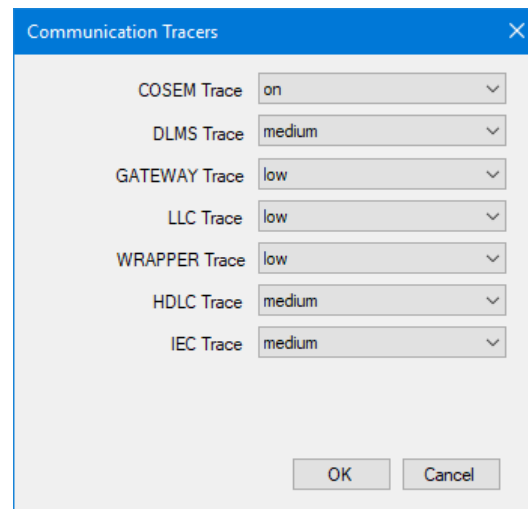 Communication Tracers
COSEM Trace on
DLMS Trace medium
GATEWAY Trace low
LLC Trace low
WRAPPER Trace low
HDLC Trace medium
IEC Trace medium
OK Cancel